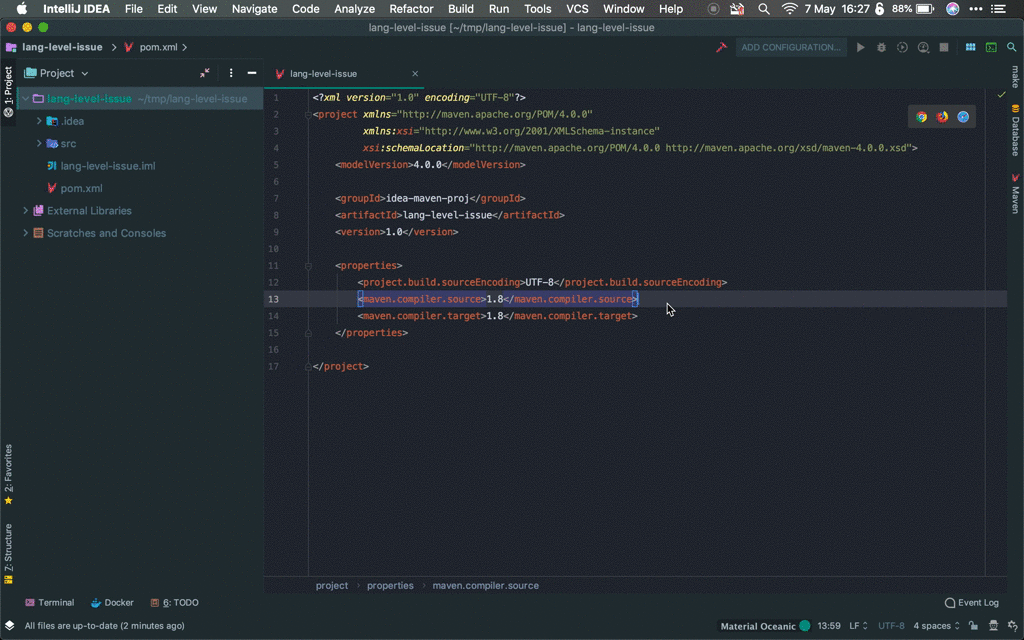 IntelliJ IDEA File Edit View Navigate Code Analyze Refactor Build Run Tools VCS Window Help 7 May 16:27 88%
lang-level-issue [~/tmp/lang-level-issue] - lang-level-issue
lang-level-issue pom.xml ADD CONFIGURATION...
1: Project
Project
lang-level-issue ~/tmp/lang-level-issue
.idea
src
lang-level-issue.iml
pom.xml
External Libraries
Scratches and Consoles
2: Favorites
7: Structure
lang-level-issue
1 <?xml version="1.0" encoding="UTF-8"?>
2 <project xmlns="http://maven.apache.org/POM/4.0.0"
3 xmlns:xsi="http://www.w3.org/2001/XMLSchema-instance"
4 xsi:schemaLocation="http://maven.apache.org/POM/4.0.0 http://maven.apache.org/xsd/maven-4.0.0.xsd">
5 <modelVersion>4.0.0</modelVersion>
6
7 <groupId>idea-maven-proj</groupId>
8 <artifactId>lang-level-issue</artifactId>
9 <version>1.0</version>
10
11 <properties>
12 <project.build.sourceEncoding>UTF-8</project.build.sourceEncoding>
13 <maven.compiler.source>1.8</maven.compiler.source>
14 <maven.compiler.target>1.8</maven.compiler.target>
15 </properties>
16
17 </project>
make
Database
Maven
project properties maven.compiler.source
Terminal Docker 6: TODO Event Log
All files are up-to-date (2 minutes ago) Material Oceanic 13:59 LF UTF-8 4 spaces